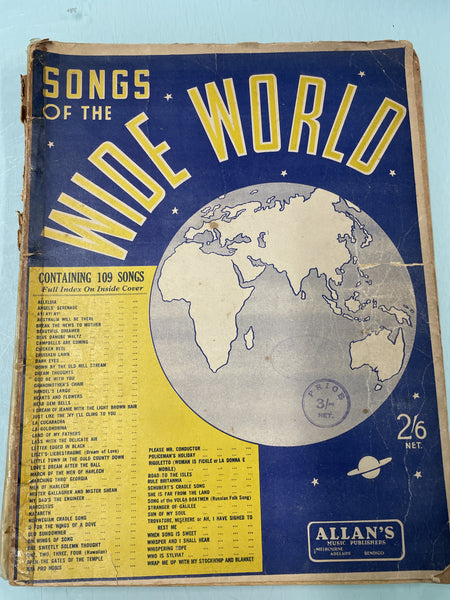 SONGS
OF THE
WIDE WORLD
CONTAINING 109 SONGS
Full Index On Inside Cover
ALLELUIA
ANGELS' SERENADE
AY! AY! AY!
AUSTRALIA WILL BE THERE
BREAK THE NEWS TO MOTHER
BEAUTIFUL DREAMER
BLUE DANUBE WALTZ
CAMPBELLS ARE COMING
CHICKEN REEL
CRUISKEEN LAWN
DARK EYES
DOWN BY THE OLD MILL STREAM
DREAM THOUGHTS
GOD BE WITH YOU
GRANDFATHER'S CHAIR
HANDEL'S LARGO
HEARTS AND FLOWERS
HEAR DEM BELLS
I DREAM OF JEANIE WITH THE LIGHT BROWN HAIR
JUST LIKE THE IVY I'LL CLING TO YOU
LA CUCARACHA
LA GOLONDRINA
LAND OF MY FATHERS
LASS WITH THE DELICATE AIR
LETTER EDGED IN BLACK
LISZT'S LIEBESTRAUME (Dream of Love)
LITTLE TOWN IN THE OULD COUNTY DOWN
LOVE'S DREAM AFTER THE BALL
MARCH OF THE MEN OF HARLECH
MARCHING THRO' GEORGIA
MEN OF HARLECH
MISTER GALLAGHER AND MISTER SHEAN
MY DAD'S THE ENGINEER
NARCISSUS
NAZARETH
NORWEGIAN CRADLE SONG
O FOR THE WINGS OF A DOVE
OLD SUNDOWNER
ON WINGS OF SONG
ONE SWEETLY SOLEMN THOUGHT
ONE, TWO, THREE, FOUR (Hawaiian)
OPEN THE GATES OF THE TEMPLE
ORA PRO NOBIS
PLEASE MR. CONDUCTOR
POLICEMAN'S HOLIDAY
RIGOLETTO (WOMAN IS FICKLE or LA DONNA E
MOBILE)
ROAD TO THE ISLES
RULE BRITANNIA
SCHUBERT'S CRADLE SONG
SHE IS FAR FROM THE LAND
SONG of the VOLGA BOATMEN (Russian Folk Song)
STRANGER OF GALILEE
SUN OF MY SOUL
TROVATORE, MISERERE or AH, I HAVE SIGHED TO
REST ME
WHEN SONG IS SWEET
WHISPER AND I SHALL HEAR
WHISPERING HOPE
WHO IS SYLVIA?
WRAP ME UP WITH MY STOCKWHIP AND BLANKET
PRICE
3/-
NET.
2/6
NET.
ALLAN'S
MUSIC PUBLISHERS
MELBOURNE
ADELAIDE BENDIGO